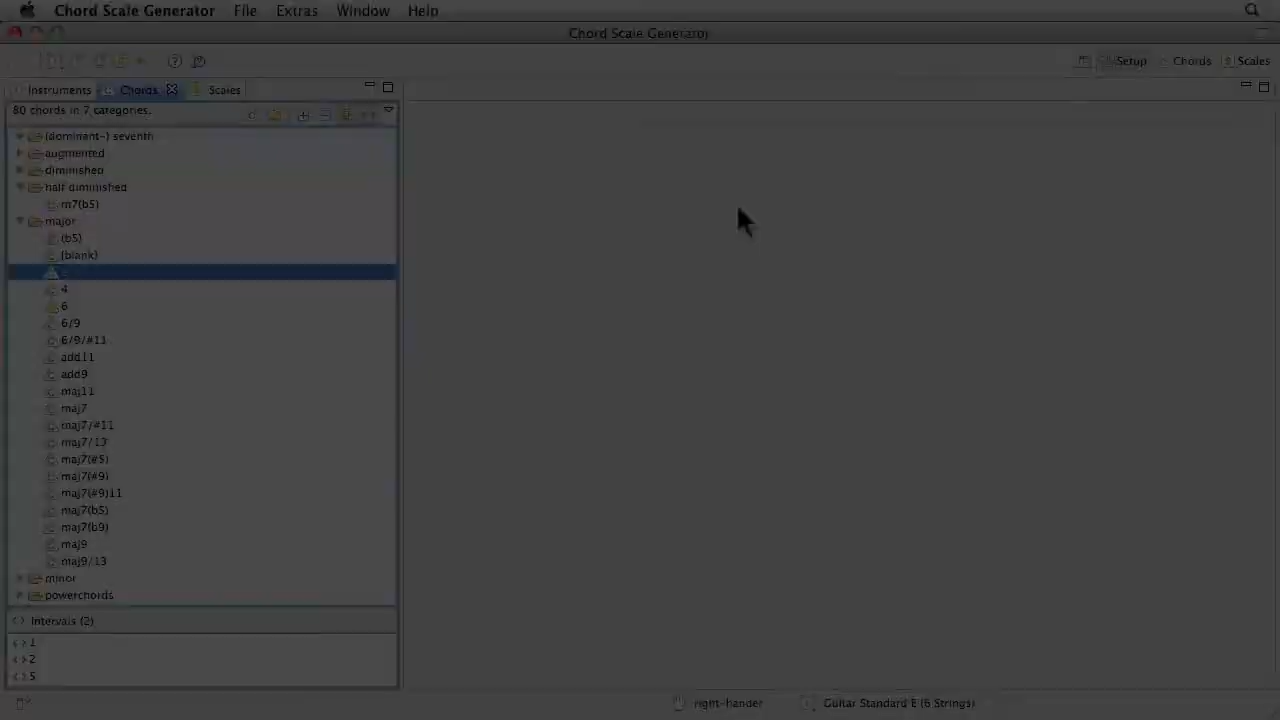 Chord Scale Generator File Extras Window Help
Chord Scale Generator
Setup Chords Scales
Instruments Chords Scales
80 chords in 7 categories.
(dominant-) seventh
augmented
diminished
half diminished
m7(b5)
major
(b5)
(blank)
4
6
6/9
6/9/#11
add11
add9
maj11
maj7
maj7/#11
maj7/13
maj7(#5)
maj7(#9)
maj7(#9)11
maj7(b5)
maj7(b9)
maj9
maj9/13
minor
powerchords
Intervals (2)
1
2
5
right-hander Guitar Standard E (6 Strings)